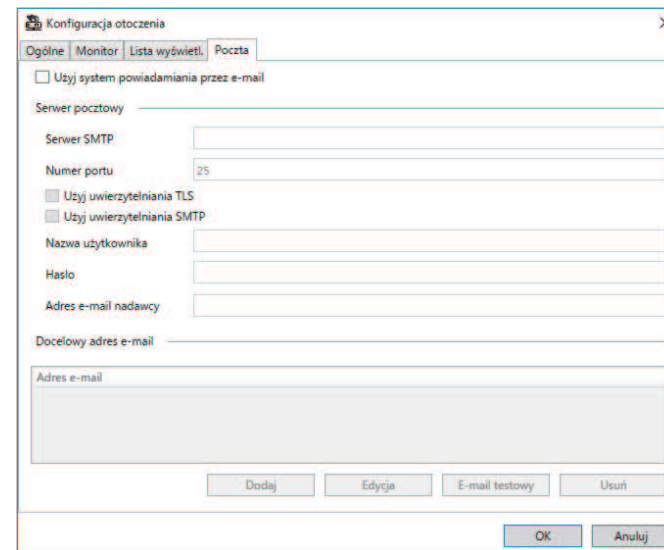 Konfiguracja otoczenia
Ogólne Monitor Lista wyświetl. Poczta
Użyj system powiadamiania przez e-mail
Serwer pocztowy
Serwer SMTP
Numer portu 25
Użyj uwierzytelniania TLS
Użyj uwierzytelniania SMTP
Nazwa użytkownika
Hasło
Adres e-mail nadawcy
Docelowy adres e-mail
Adres e-mail
Dodaj Edycja E-mail testowy Usuń
OK Anuluj